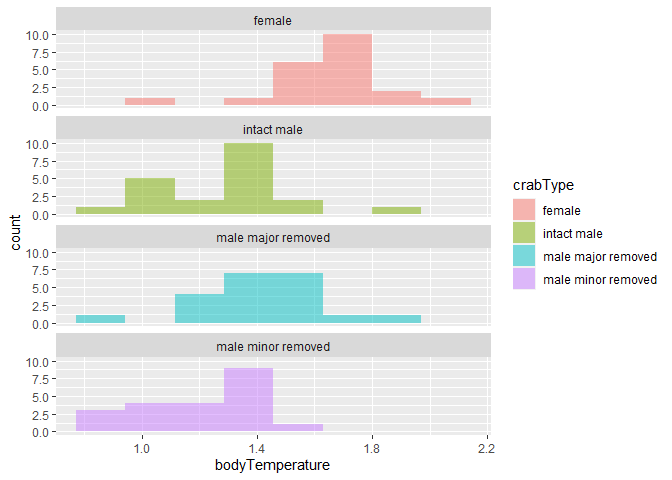 female
10.0
7.5
5.0
2.5
0.0
intact male
10.0
7.5
5.0
2.5
0.0
male major removed
10.0
7.5
5.0
2.5
0.0
male minor removed
10.0
7.5
5.0
2.5
0.0
1.0 1.4 1.8 2.2
bodyTemperature
count
crabType
female
intact male
male major removed
male minor removed